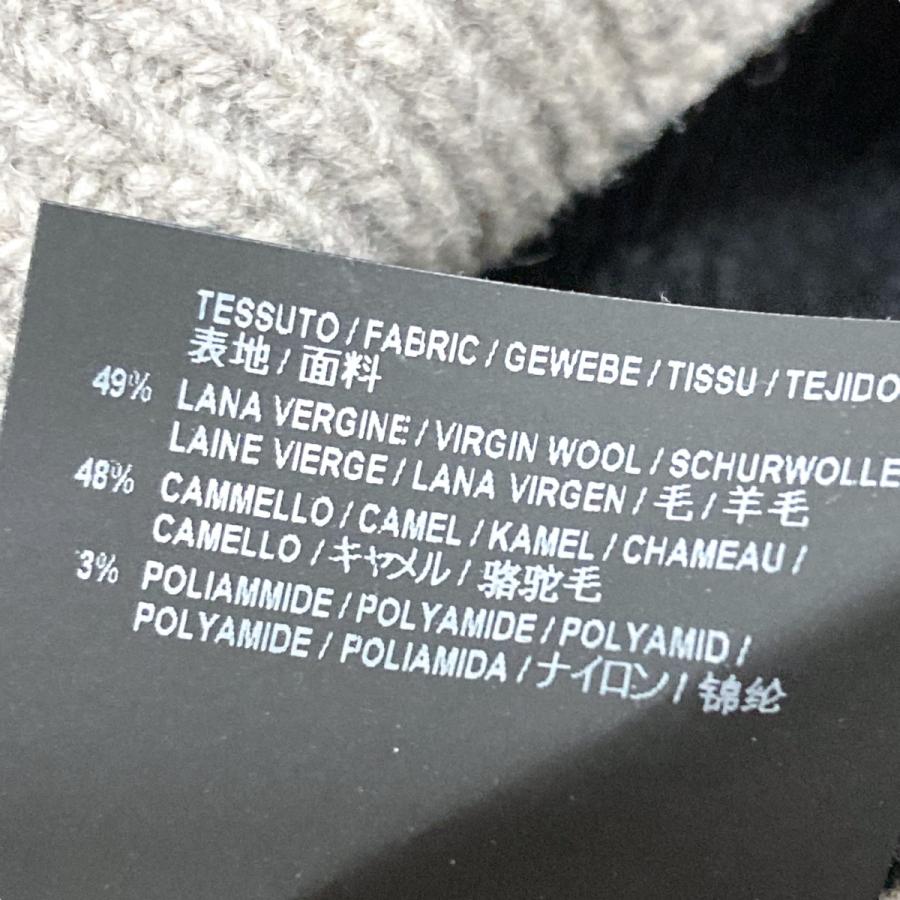 TESSUTO / FABRIC / GEWEBE / TISSU / TEJIDO
表地 / 面料
49% LANA VERGINE / VIRGIN WOOL / SCHURWOLLE
LAINE VIERGE / LANA VIRGEN / 毛 / 羊毛
48% CAMMELLO / CAMEL / KAMEL / CHAMEAU /
CAMELLO / キャメル / 骆驼毛
3% POLIAMMIDE / POLYAMIDE / POLYAMID /
POLYAMIDE / POLIAMIDA / ナイロン / 锦纶